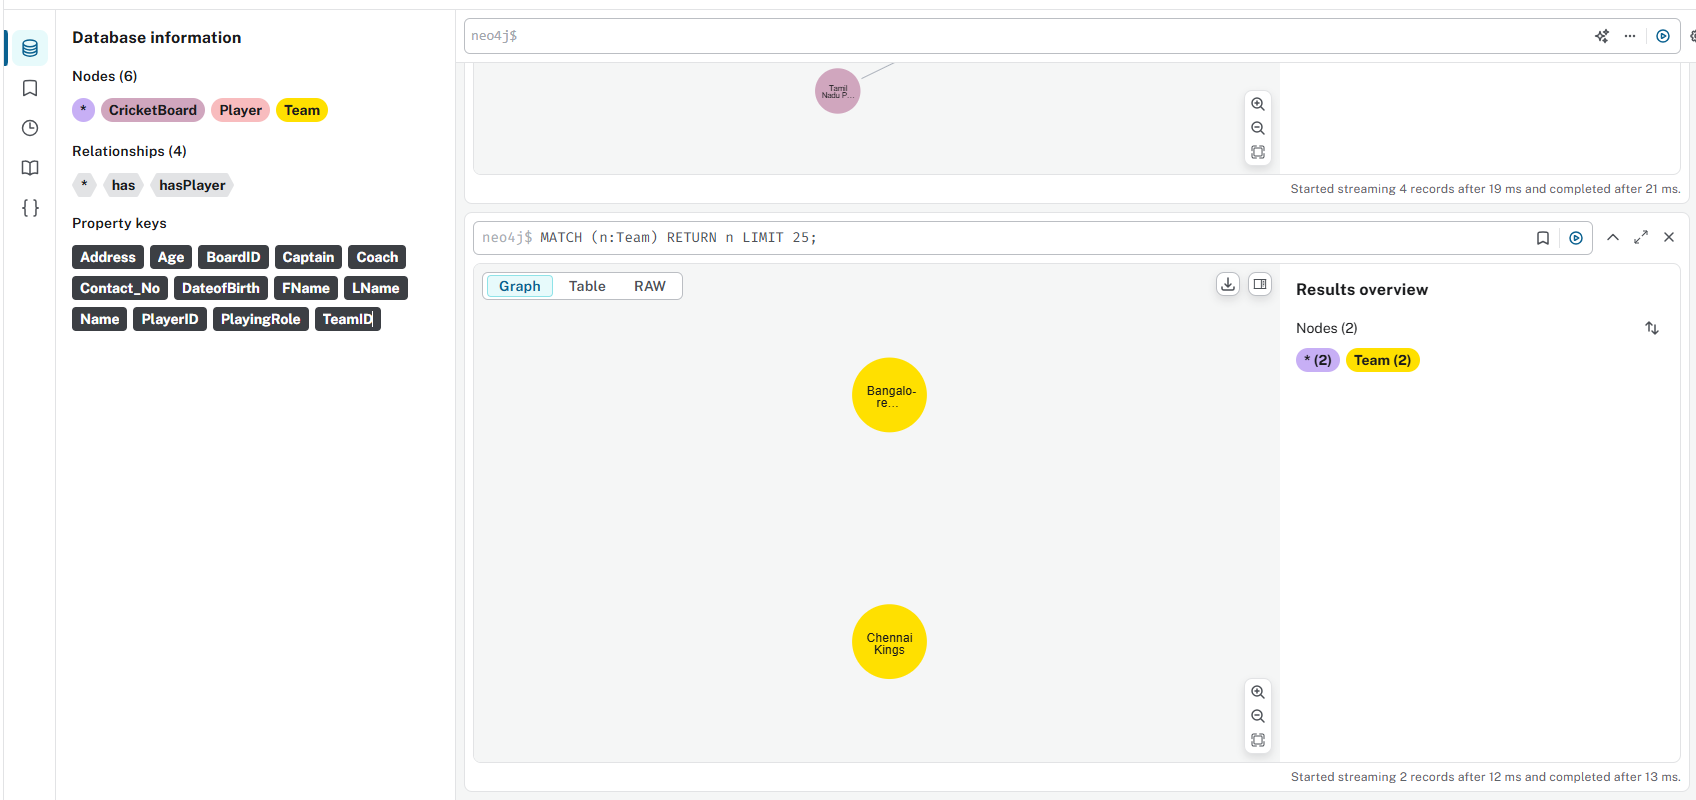 Database information
Nodes (6)
* CricketBoard Player Team
Relationships (4)
* has hasPlayer
Property keys
Address Age BoardID Captain Coach
Contact_No DateofBirth FName LName
Name PlayerID PlayingRole TeamID
neo4j$
Tamil
Nadu P...
Started streaming 4 records after 19 ms and completed after 21 ms.
neo4j$ MATCH (n:Team) RETURN n LIMIT 25;
Graph Table RAW
Bangalo-
re...
Chennai
Kings
Results overview
Nodes (2)
* (2) Team (2)
Started streaming 2 records after 12 ms and completed after 13 ms.